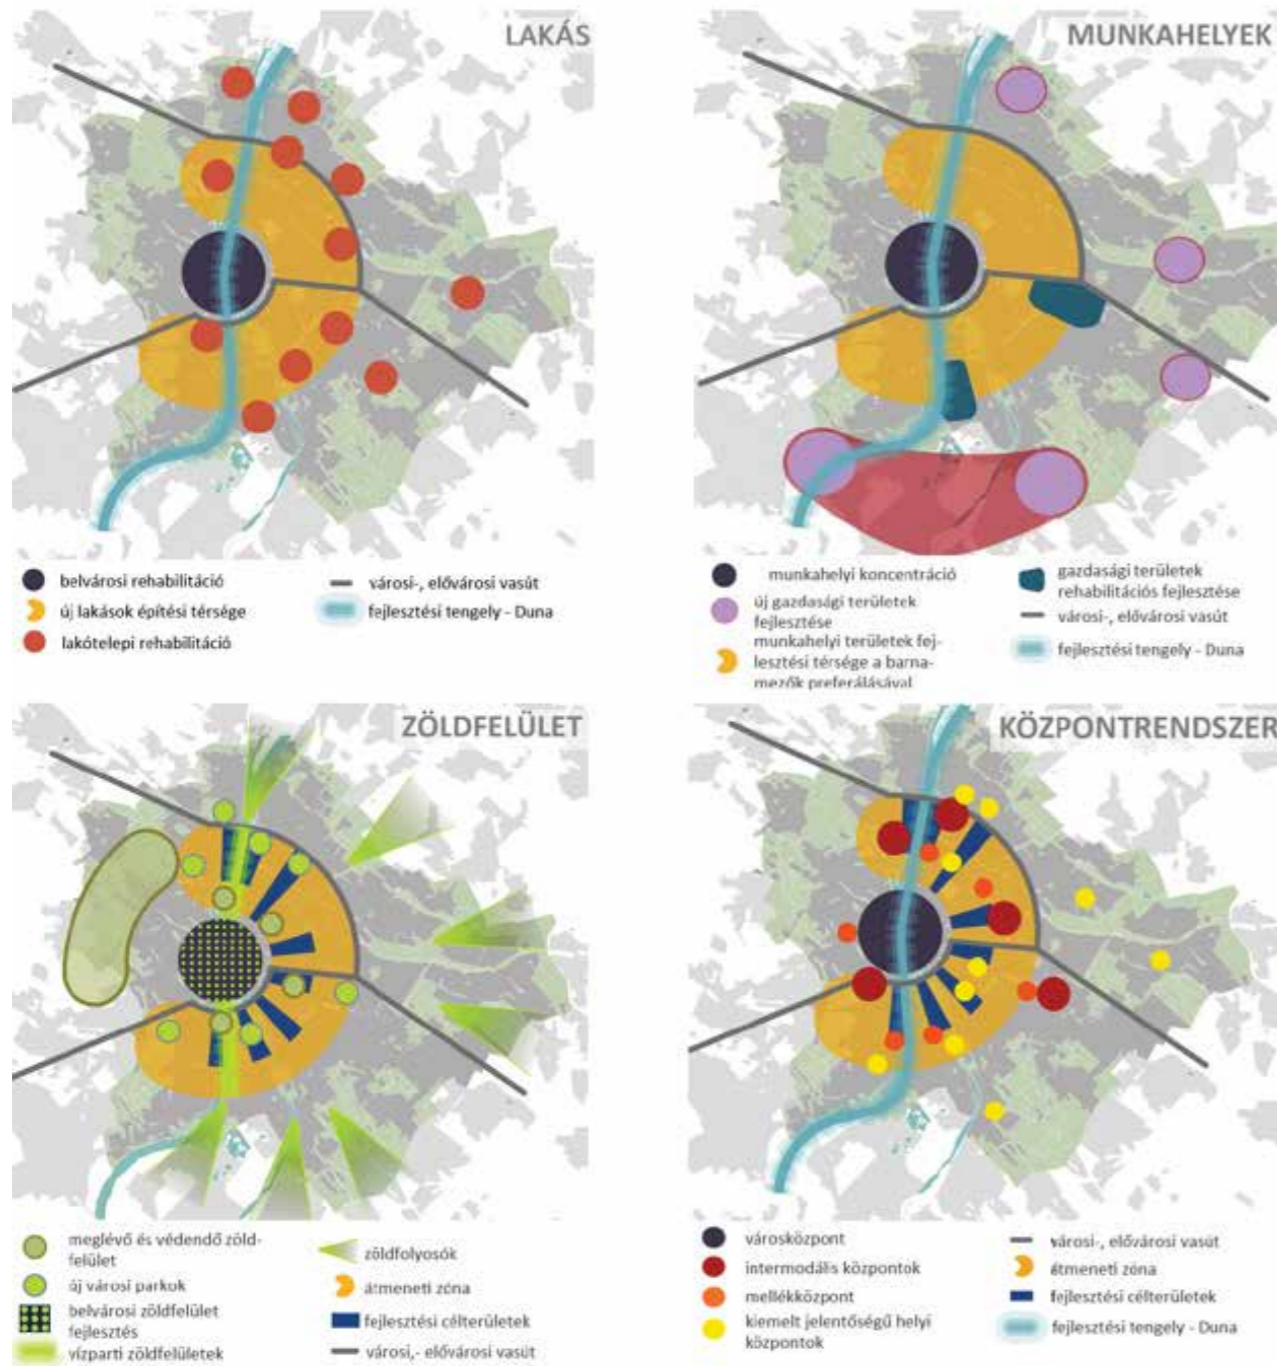 LAKÁS
belvárosi rehabilitáció
új lakások építési térsége
lakótelepi rehabilitáció
városi-, elővárosi vasút
fejlesztési tengely - Duna
MUNKAHELYEK
munkahelyi koncentráció
új gazdasági területek
fejlesztése
munkahelyi területek fej-
lesztési térsége a barna-
mezők preferálásával
gazdasági területek
rehabilitációs fejlesztése
városi-, elővárosi vasút
fejlesztési tengely - Duna
ZÖLDFELÜLET
meglévő és védendő zöld-
felület
új városi parkok
belvárosi zöldfelület
fejlesztés
vízparti zöldfelületek
zöldfolyosók
átmeneti zóna
fejlesztési célterületek
városi,- elővárosi vasút
KÖZPONTRENDSZER
városközpont
intermodális központok
mellékközpont
kiemelt jelentőségű helyi
központok
városi-, elővárosi vasút
átmeneti zóna
fejlesztési célterületek
fejlesztési tengely - Duna